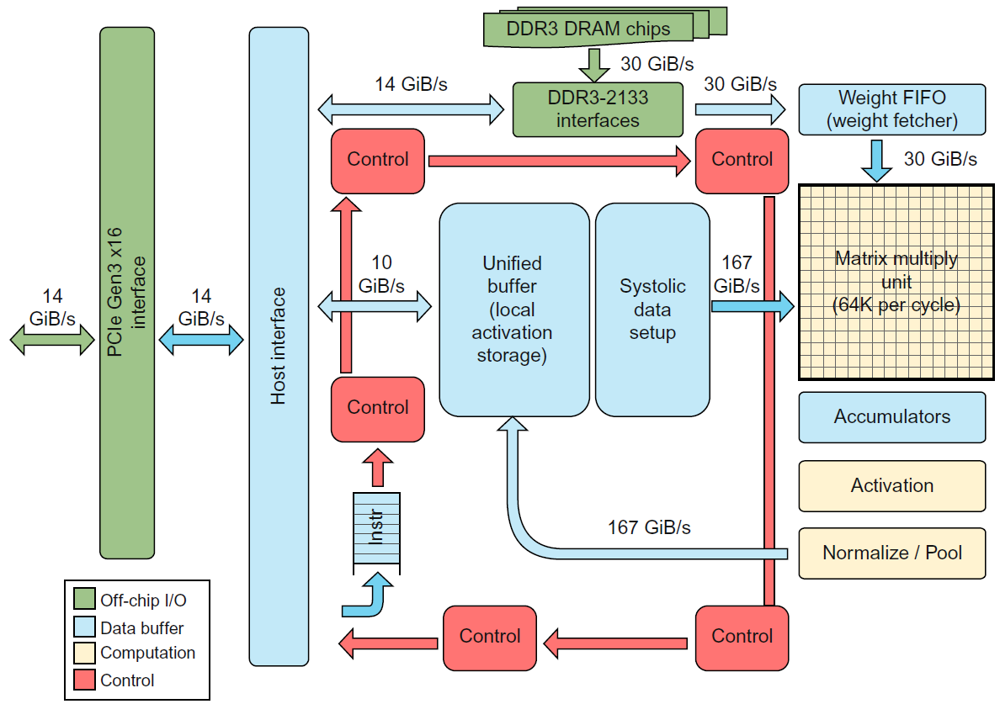 DDR3 DRAM chips
30 GiB/s
14 GiB/s
DDR3-2133
interfaces
30 GiB/s
Weight FIFO
(weight fetcher)
30 GiB/s
Control
Control
PCIe Gen3 x16
interface
14
GiB/s
14
GiB/s
Host interface
10
GiB/s
Unified
buffer
(local
activation
storage)
Systolic
data
setup
167
GiB/s
Matrix multiply
unit
(64K per cycle)
Control
Accumulators
Activation
Instr
167 GiB/s
Normalize / Pool
Control
Control
Off-chip I/O
Data buffer
Computation
Control